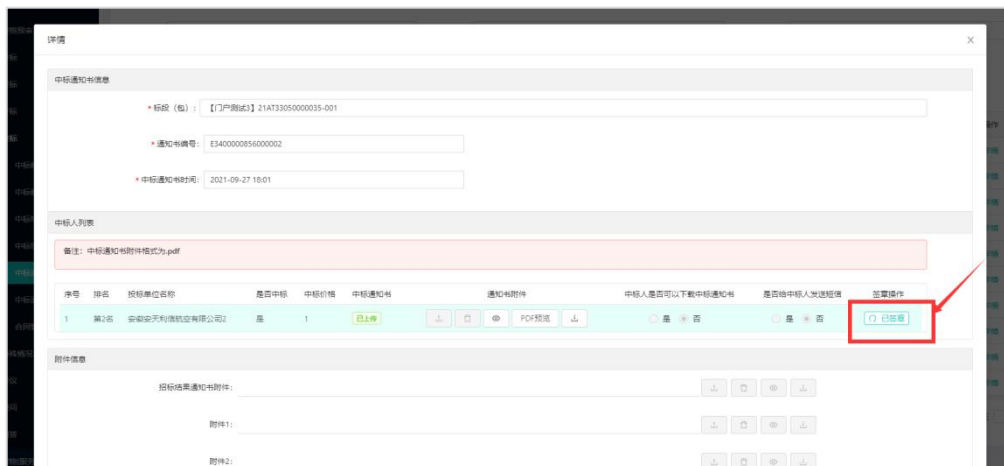 详情
中标通知书信息
* 标段（包）： 【门户测试3】21AT33050000035-001
* 通知书编号： E3400000856000002
* 中标通知书时间： 2021-09-27 18:01
中标人列表
备注：中标通知书附件格式为.pdf
序号 排名 投标单位名称 是否中标 中标价格 中标通知书 通知书附件 中标人是否可以下载中标通知书 是否给中标人发送短信 签章操作
1 第2名 安徽安天利信航空有限公司2 是 1 已上传 PDF预览 是 否 是 否 已签章
附件信息
招标结果通知书附件：
附件1：
附件2：